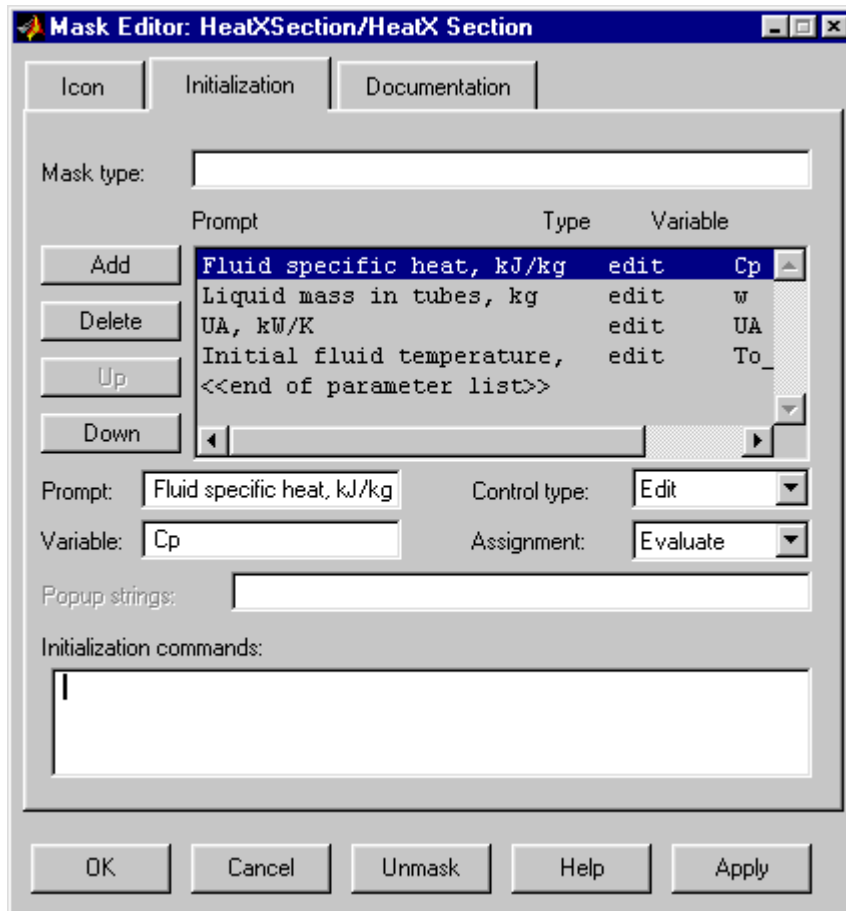 Mask Editor: HeatXSection/HeatX Section
Icon Initialization Documentation
Mask type:
Prompt Type Variable
Add
Delete
Up
Down
Fluid specific heat, kJ/kg edit Cp
Liquid mass in tubes, kg edit w
UA, kW/K edit UA
Initial fluid temperature, edit To_
<<end of parameter list>>
Prompt: Fluid specific heat, kJ/kg Control type: Edit
Variable: Cp Assignment: Evaluate
Popup strings:
Initialization commands:
OK Cancel Unmask Help Apply